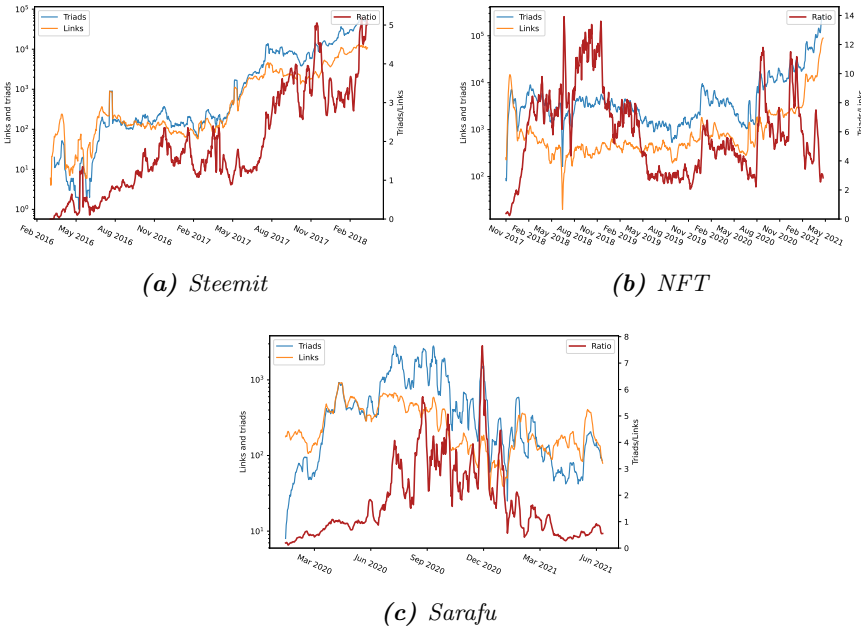 Triads
Links
Ratio
Links and triads
Triads/Links
10^5
10^4
10^3
10^2
10^1
10^0
5
4
3
2
1
0
Feb 2016
May 2016
Aug 2016
Nov 2016
Feb 2017
May 2017
Aug 2017
Nov 2017
Feb 2018
(a) Steemit
Triads
Links
Ratio
Links and triads
Triads/Links
10^5
10^4
10^3
10^2
14
12
10
8
6
4
2
0
Nov 2017
Feb 2018
May 2018
Aug 2018
Nov 2018
Feb 2019
May 2019
Aug 2019
Nov 2019
Feb 2020
May 2020
Aug 2020
Nov 2020
Feb 2021
May 2021
(b) NFT
Triads
Links
Ratio
Links and triads
Triads/Links
10^3
10^2
10^1
8
7
6
5
4
3
2
1
0
Mar 2020
Jun 2020
Sep 2020
Dec 2020
Mar 2021
Jun 2021
(c) Sarafu